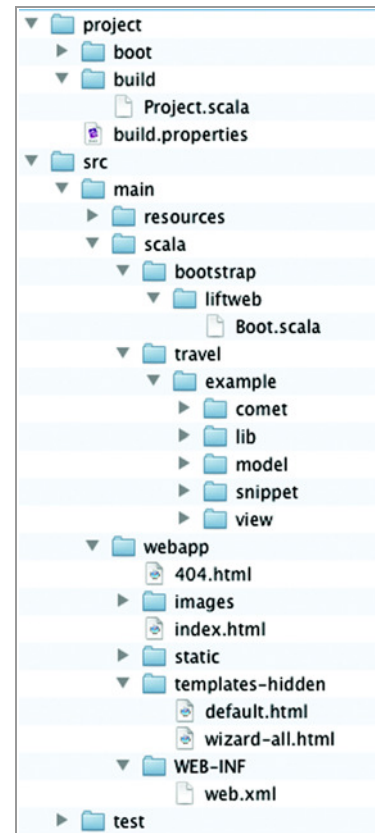 project
boot
build
Project.scala
build.properties
src
main
resources
scala
bootstrap
liftweb
Boot.scala
travel
example
comet
lib
model
snippet
view
webapp
404.html
images
index.html
static
templates-hidden
default.html
wizard-all.html
WEB-INF
web.xml
test